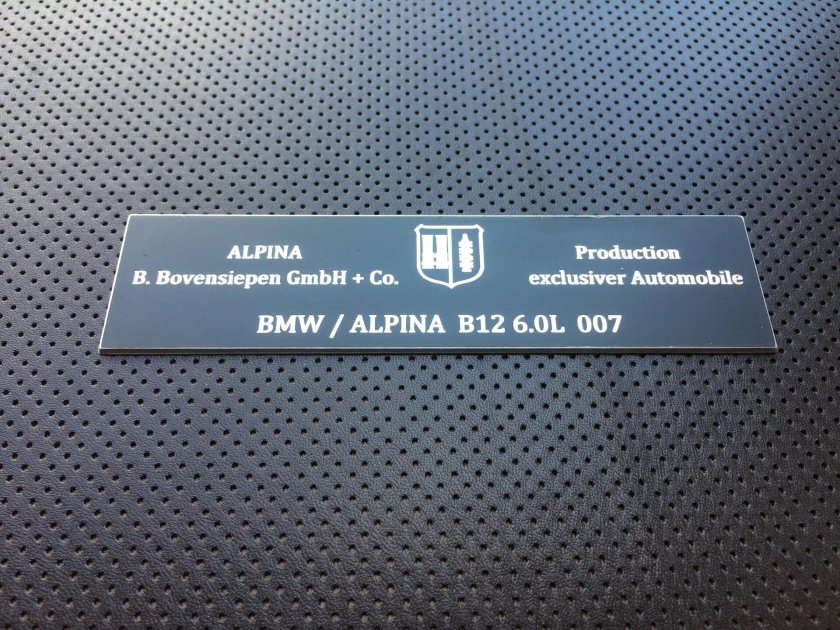 ALPINA
B. Bovensiepen GmbH + Co.
Production
exclusiver Automobile
BMW / ALPINA B12 6.0L 007